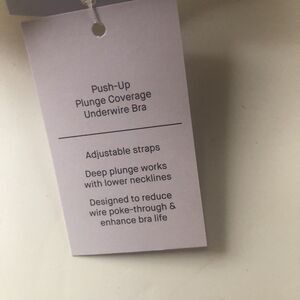 Push-Up
Plunge Coverage
Underwire Bra
Adjustable straps
Deep plunge works
with lower necklines
Designed to reduce
wire poke-through &
enhance bra life